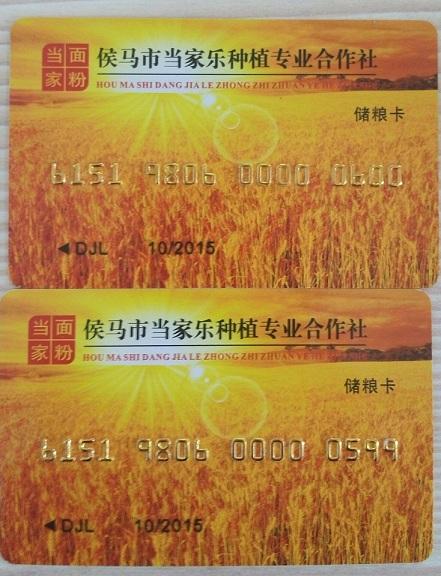 当面
家粉
侯马市当家乐种植专业合作社
HOU MA SHI DANG JIA LE ZHONG ZHI ZHUAN YE HE
储粮卡
6151 9806 0000 0600
◀DJL 10/2015
当面
家粉
侯马市当家乐种植专业合作社
HOU MA SHI DANG JIA LE ZHONG ZHI ZHUAN YE HE
储粮卡
6151 9806 0000 0599
◀DJL 10/2015